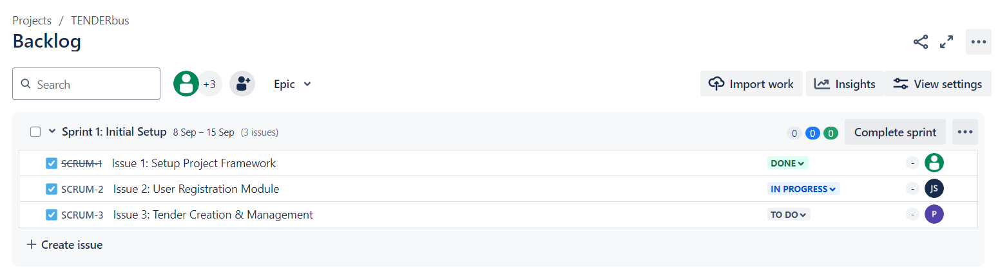 Projects / TENDERbus
Backlog
Search +3 Epic Import work Insights View settings
Sprint 1: Initial Setup 8 Sep – 15 Sep (3 issues) 0 0 0 Complete sprint
SCRUM-1 Issue 1: Setup Project Framework DONE -
SCRUM-2 Issue 2: User Registration Module IN PROGRESS - JS
SCRUM-3 Issue 3: Tender Creation & Management TO DO - P
+ Create issue